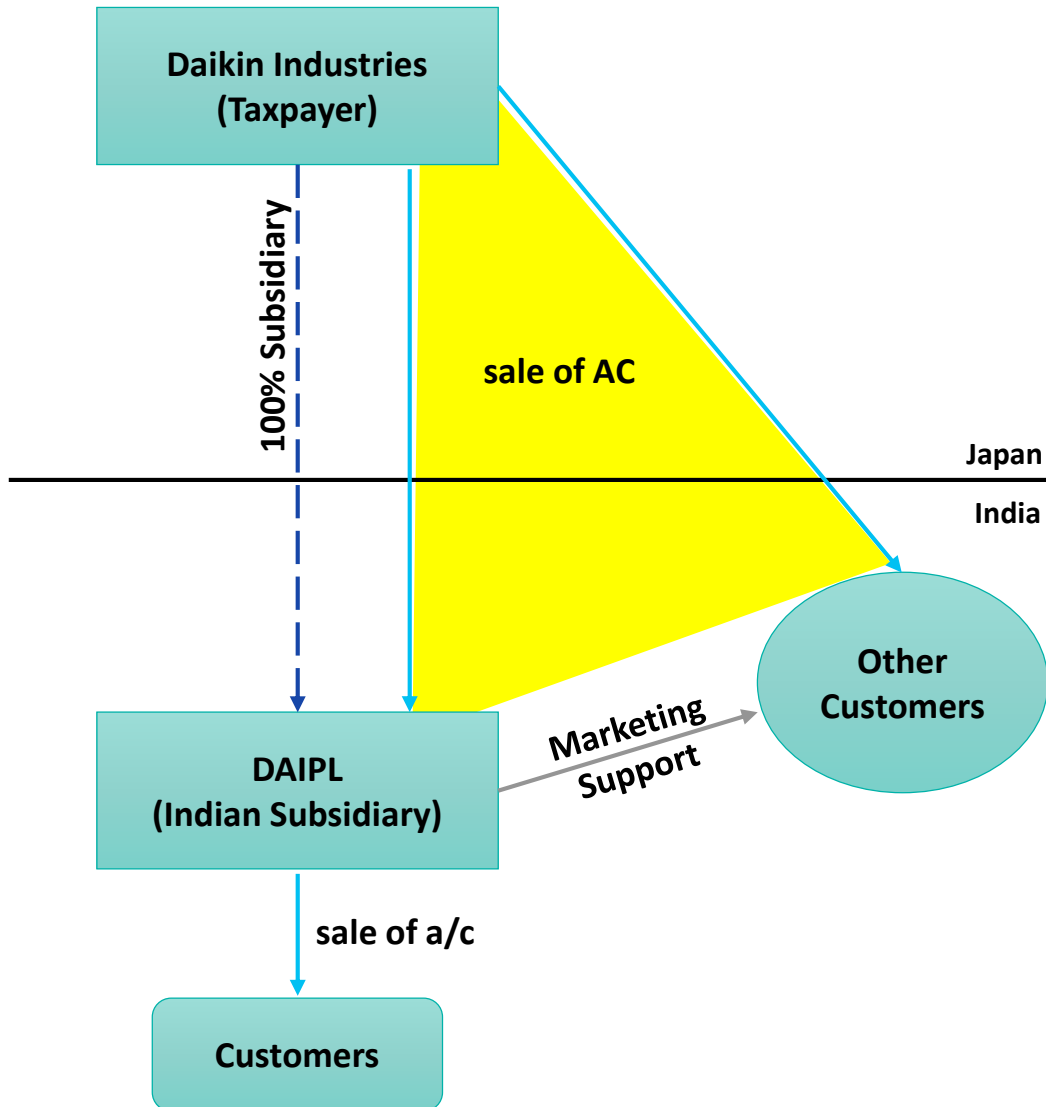 Daikin Industries
(Taxpayer)
100% Subsidiary
sale of AC
Japan
India
Other
Customers
Marketing
Support
DAIPL
(Indian Subsidiary)
sale of a/c
Customers